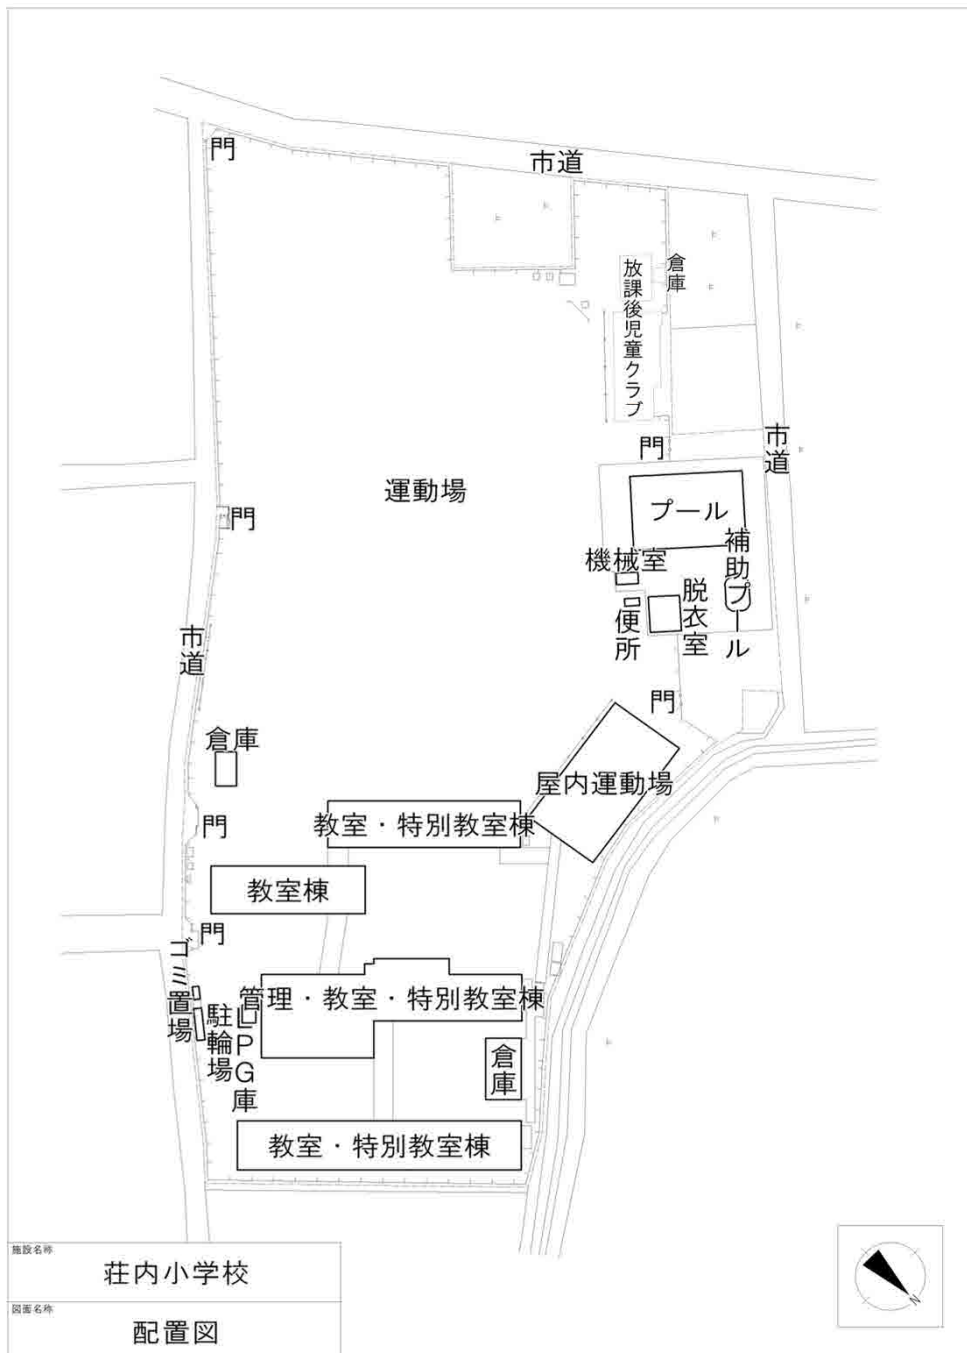 門
市道
倉庫
放課後児童クラブ
市道
門
運動場
プール
門
機械室
補助プール
脱衣室
便所
市道
門
倉庫
屋内運動場
教室・特別教室棟
門
教室棟
門
ゴミ置場
管理・教室・特別教室棟
駐輪場
LPG庫
倉庫
教室・特別教室棟
施設名称
荘内小学校
図面名称
配置図
N